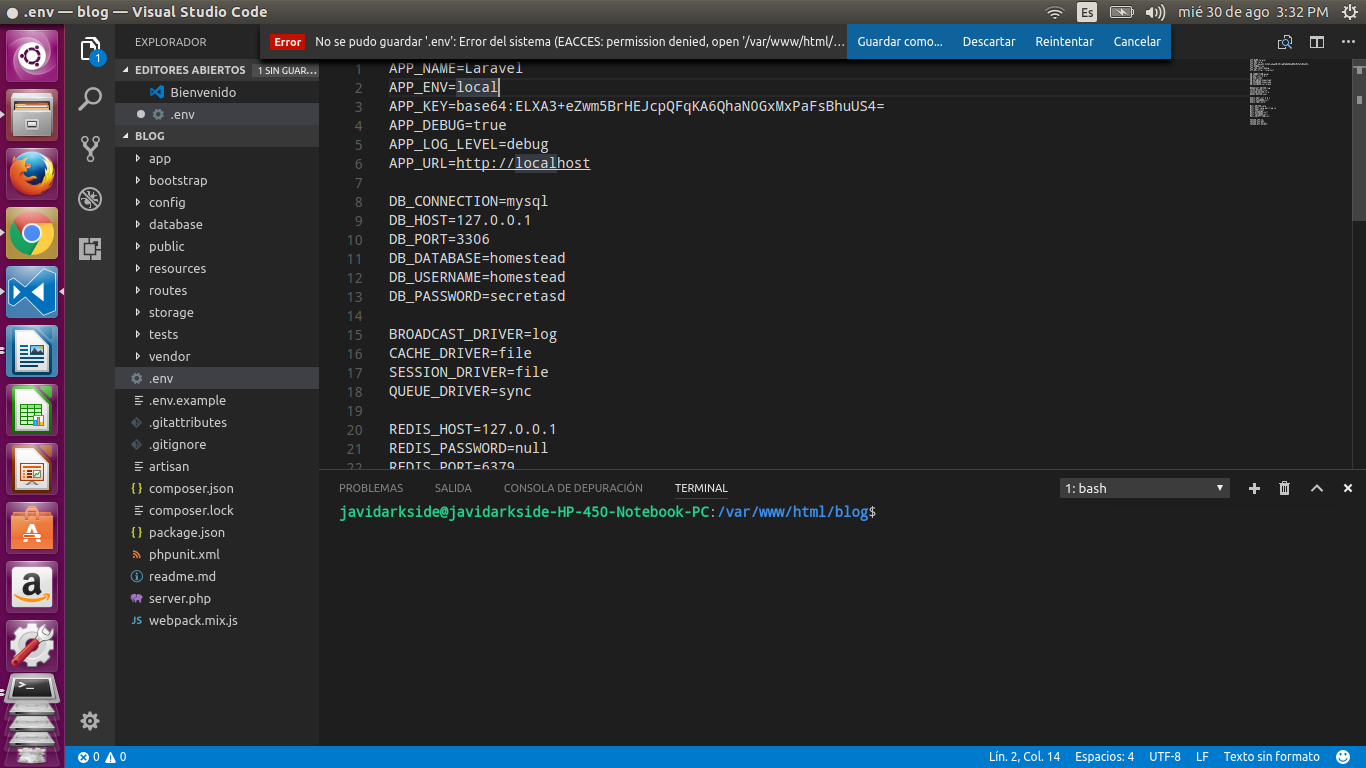 .env — blog — Visual Studio Code
Es
mié 30 de ago 3:32 PM
1
EXPLORADOR
Error No se pudo guardar '.env': Error del sistema (EACCES: permission denied, open '/var/www/html/...
Guardar como... Descartar Reintentar Cancelar
EDITORES ABIERTOS 1 SIN GUAR...
Bienvenido
.env
BLOG
app
bootstrap
config
database
public
resources
routes
storage
tests
vendor
.env
.env.example
.gitattributes
.gitignore
artisan
{} composer.json
composer.lock
{} package.json
phpunit.xml
readme.md
server.php
JS webpack.mix.js
1 APP_NAME=Laravel
2 APP_ENV=local
3 APP_KEY=base64:ELXA3+eZwm5BrHEJcpQFqKA6QhaNOGxMxPaFsBhuUS4=
4 APP_DEBUG=true
5 APP_LOG_LEVEL=debug
6 APP_URL=http://localhost
7
8 DB_CONNECTION=mysql
9 DB_HOST=127.0.0.1
10 DB_PORT=3306
11 DB_DATABASE=homestead
12 DB_USERNAME=homestead
13 DB_PASSWORD=secretasd
14
15 BROADCAST_DRIVER=log
16 CACHE_DRIVER=file
17 SESSION_DRIVER=file
18 QUEUE_DRIVER=sync
19
20 REDIS_HOST=127.0.0.1
21 REDIS_PASSWORD=null
22 REDIS_PORT=6379
PROBLEMAS SALIDA CONSOLA DE DEPURACIÓN TERMINAL
1: bash
javidarkside@javidarkside-HP-450-Notebook-PC:/var/www/html/blog$
0 0
Lín. 2, Col. 14 Espacios: 4 UTF-8 LF Texto sin formato